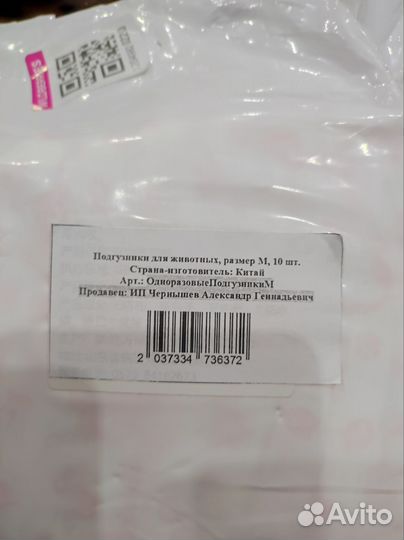 WILDBERRIES
Подгузники для животных, размер М, 10 шт.
Страна-изготовитель: Китай
Арт.: ОдноразовыеПодгузникиМ
Продавец: ИП Чернышев Александр Геннадьевич
2 037334 736372
Avito